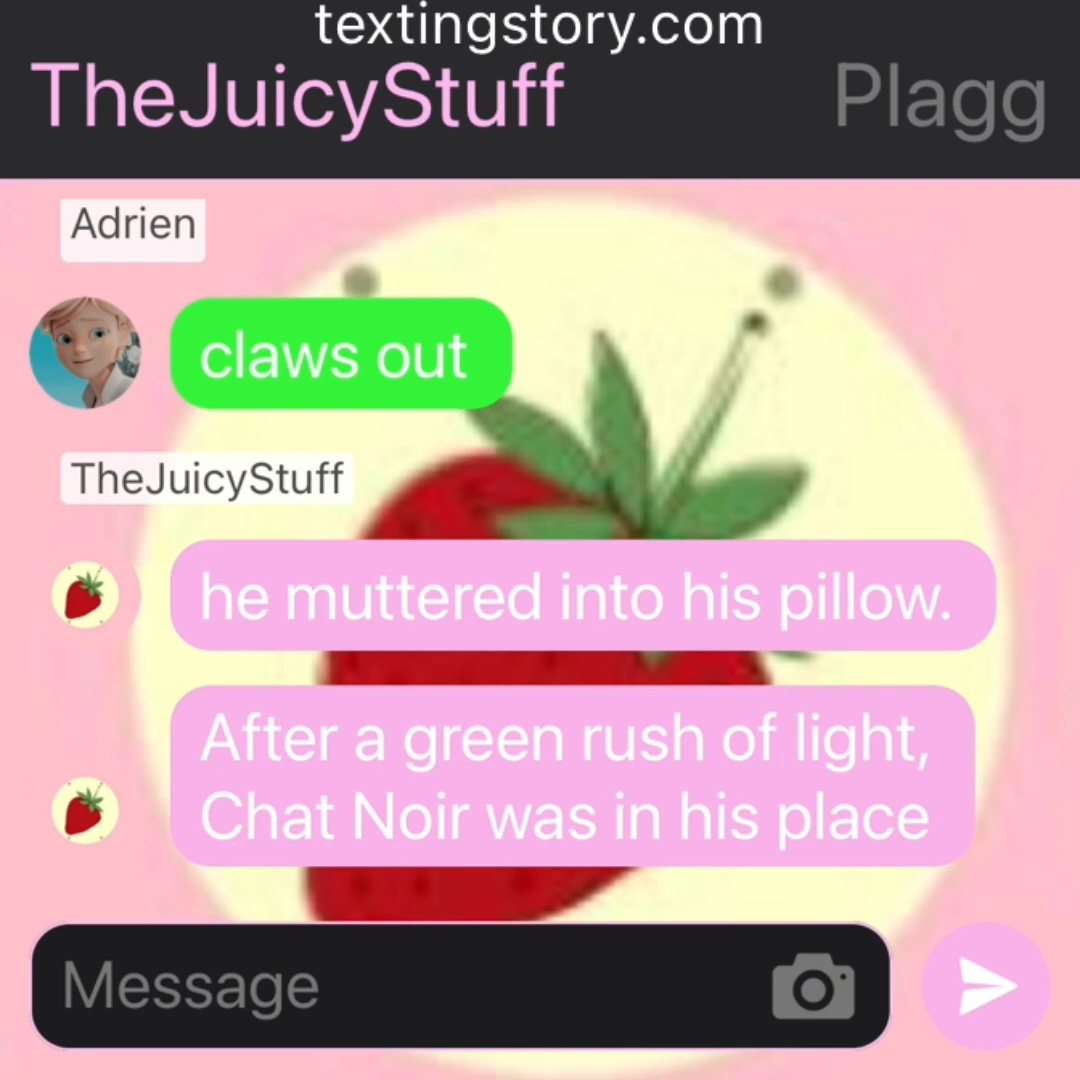 textingstory.com
TheJuicyStuff Plagg
Adrien
claws out
TheJuicyStuff
he muttered into his pillow.
After a green rush of light,
Chat Noir was in his place
Message